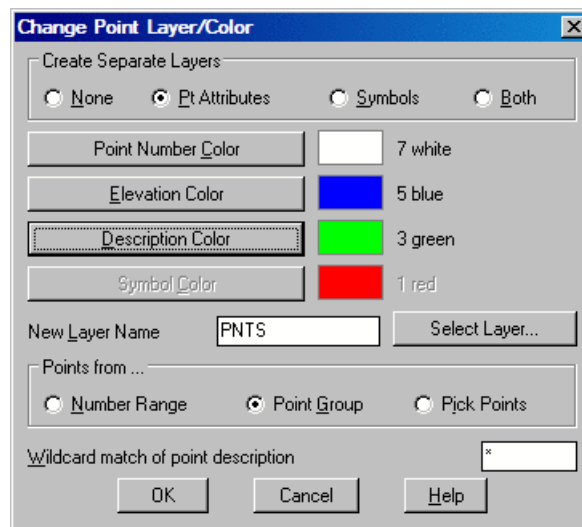 Change Point Layer/Color
Create Separate Layers
None Pt Attributes Symbols Both
Point Number Color 7 white
Elevation Color 5 blue
Description Color 3 green
Symbol Color 1 red
New Layer Name PNTS Select Layer...
Points from ...
Number Range Point Group Pick Points
Wildcard match of point description *
OK Cancel Help